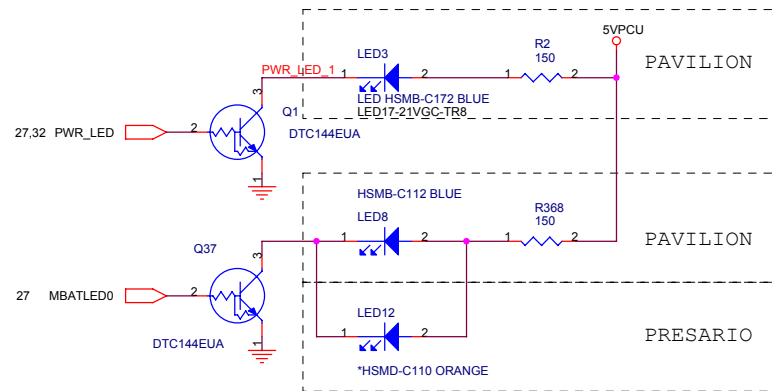 5VPCU
LED3
R2
150
PAVILION
PWR_LED_1
1
2
1
2
3
LED HSMB-C172 BLUE
LED17-21VGC-TR8
Q1
27,32 PWR_LED
2
DTC144EUA
1
HSMB-C112 BLUE
LED8
R368
150
1
2
1
2
PAVILION
Q37
3
27 MBATLED0
2
LED12
1
2
PRESARIO
DTC144EUA
1
*HSMD-C110 ORANGE